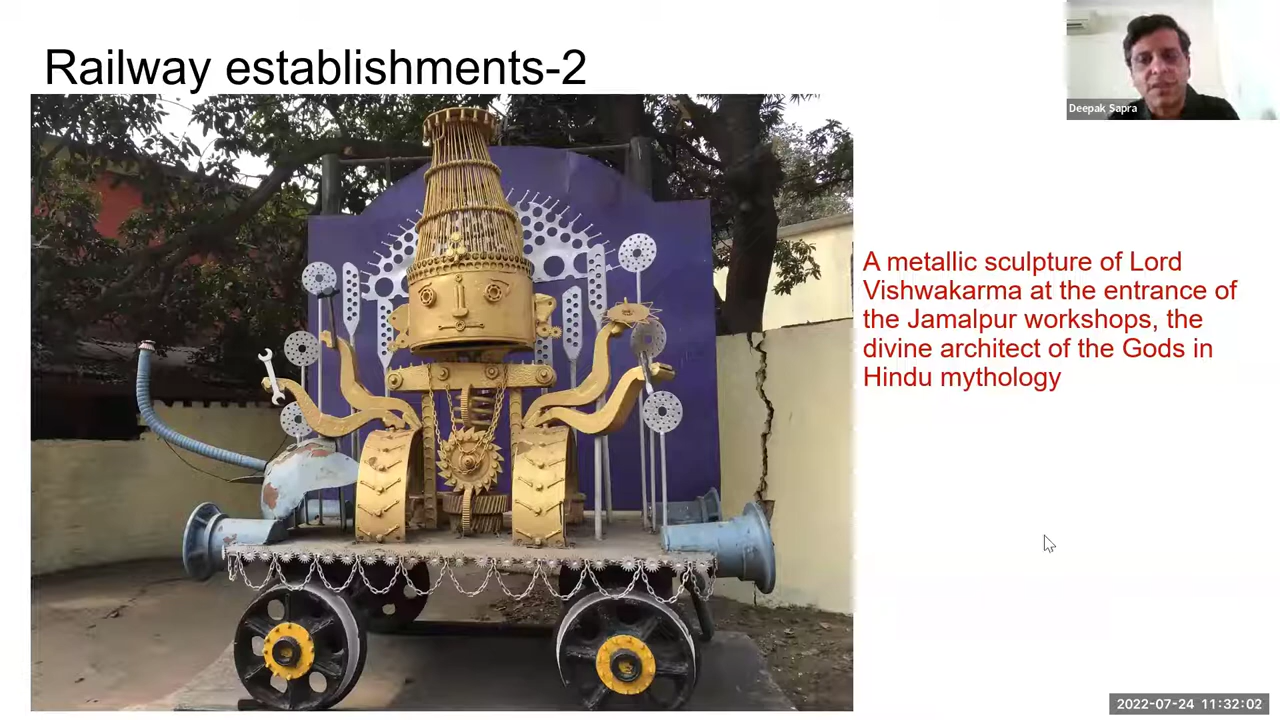 Railway establishments-2
Deepak Sapra
A metallic sculpture of Lord
Vishwakarma at the entrance of
the Jamalpur workshops, the
divine architect of the Gods in
Hindu mythology
2022-07-24 11:32:02